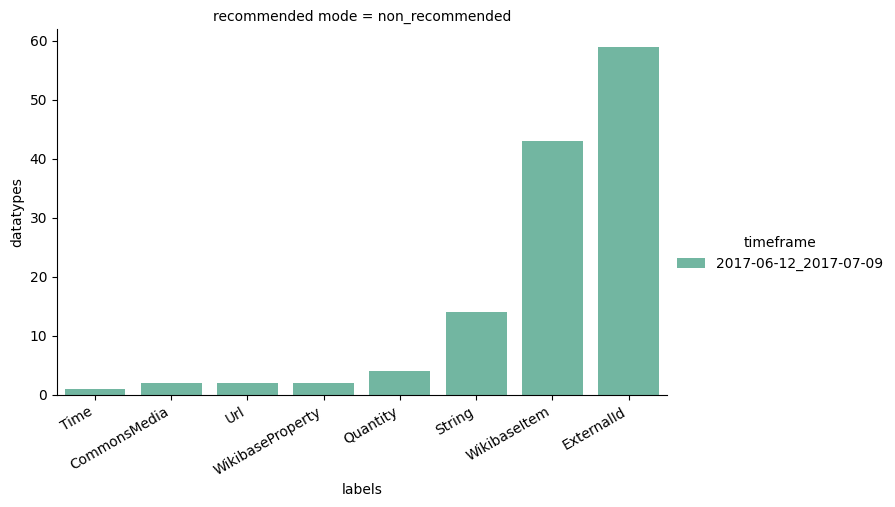 recommended mode = non_recommended
60
50
40
30
20
10
0
datatypes
Time
CommonsMedia
Url
WikibaseProperty
Quantity
String
WikibaseItem
ExternalId
labels
timeframe
2017-06-12_2017-07-09